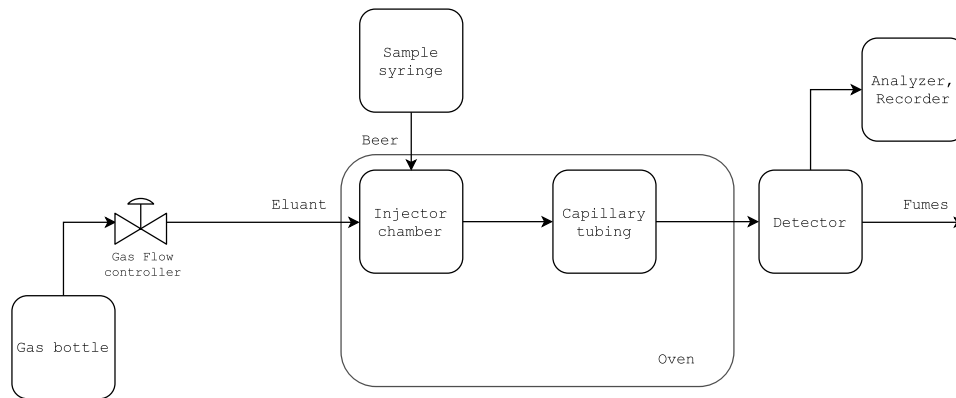 Sample
syringe
Analyzer,
Recorder
Beer
Eluant
Injector
chamber
Capillary
tubing
Detector
Fumes
Gas Flow
controller
Gas bottle
Oven